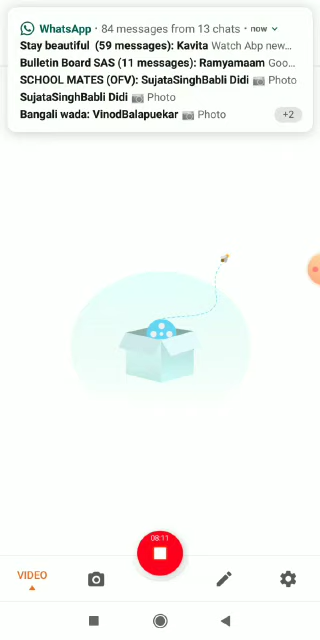 WhatsApp · 84 messages from 13 chats · now
Stay beautiful (59 messages): Kavita Watch Abp new...
Bulletin Board SAS (11 messages): Ramyamaam Goo...
SCHOOL MATES (OFV): SujataSinghBabli Didi 📷 Photo
SujataSinghBabli Didi 📷 Photo
Bangali wada: VinodBalapuekar 📷 Photo +2
08:11
VIDEO